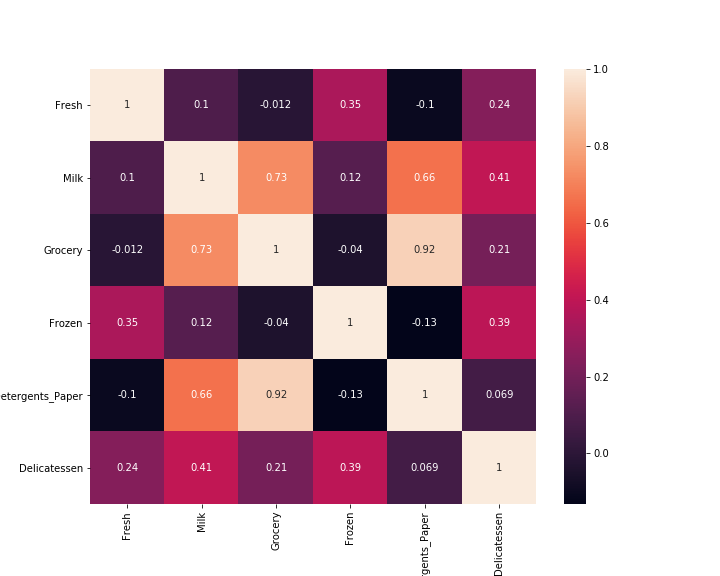 1.0
Fresh 1 0.1 -0.012 0.35 -0.1 0.24
0.8
Milk 0.1 1 0.73 0.12 0.66 0.41
0.6
Grocery -0.012 0.73 1 -0.04 0.92 0.21
0.4
Frozen 0.35 0.12 -0.04 1 -0.13 0.39
0.2
etergents_Paper -0.1 0.66 0.92 -0.13 1 0.069
0.0
Delicatessen 0.24 0.41 0.21 0.39 0.069 1
Fresh
Milk
Grocery
Frozen
rgents_Paper
Delicatessen